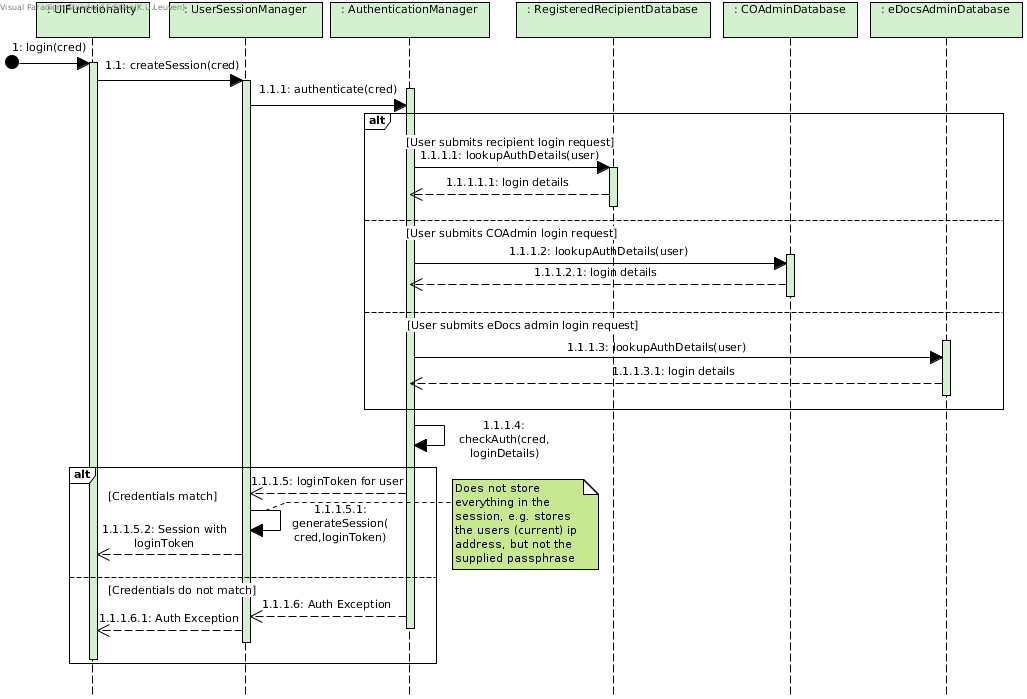 : UIFunctionality
: UserSessionManager
: AuthenticationManager
: RegisteredRecipientDatabase
: COAdminDatabase
: eDocsAdminDatabase
1: login(cred)
1.1: createSession(cred)
1.1.1: authenticate(cred)
alt
[User submits recipient login request]
1.1.1.1: lookupAuthDetails(user)
1.1.1.1.1: login details
[User submits COAdmin login request]
1.1.1.2: lookupAuthDetails(user)
1.1.1.2.1: login details
[User submits eDocs admin login request]
1.1.1.3: lookupAuthDetails(user)
1.1.1.3.1: login details
1.1.1.4:
checkAuth(cred,
loginDetails)
alt
1.1.1.5: loginToken for user
[Credentials match]
1.1.1.5.1:
generateSession(
cred,loginToken)
1.1.1.5.2: Session with
loginToken
Does not store
everything in the
session, e.g. stores
the users (current) ip
address, but not the
supplied passphrase
[Credentials do not match]
1.1.1.6: Auth Exception
1.1.1.6.1: Auth Exception